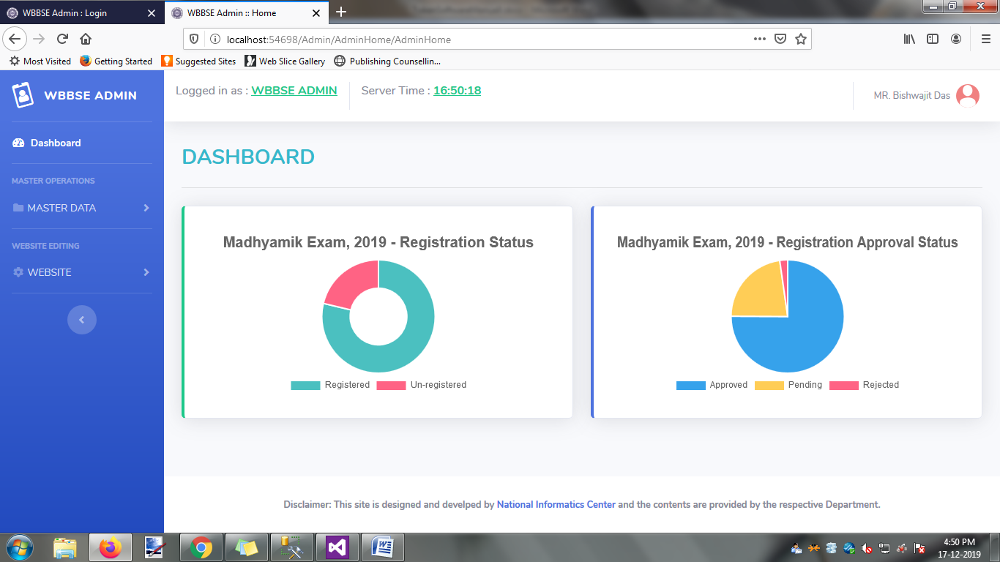 WBBSE Admin : Login
WBBSE Admin :: Home
localhost:54698/Admin/AdminHome/AdminHome
Most Visited
Getting Started
Suggested Sites
Web Slice Gallery
Publishing Counsellin...
WBBSE ADMIN
Logged in as : WBBSE ADMIN
Server Time : 16:50:18
MR. Bishwajit Das
Dashboard
MASTER OPERATIONS
MASTER DATA
WEBSITE EDITING
WEBSITE
DASHBOARD
Madhyamik Exam, 2019 - Registration Status
Registered
Un-registered
Madhyamik Exam, 2019 - Registration Approval Status
Approved
Pending
Rejected
Disclaimer: This site is designed and develped by National Informatics Center and the contents are provided by the respective Department.
4:50 PM
17-12-2019